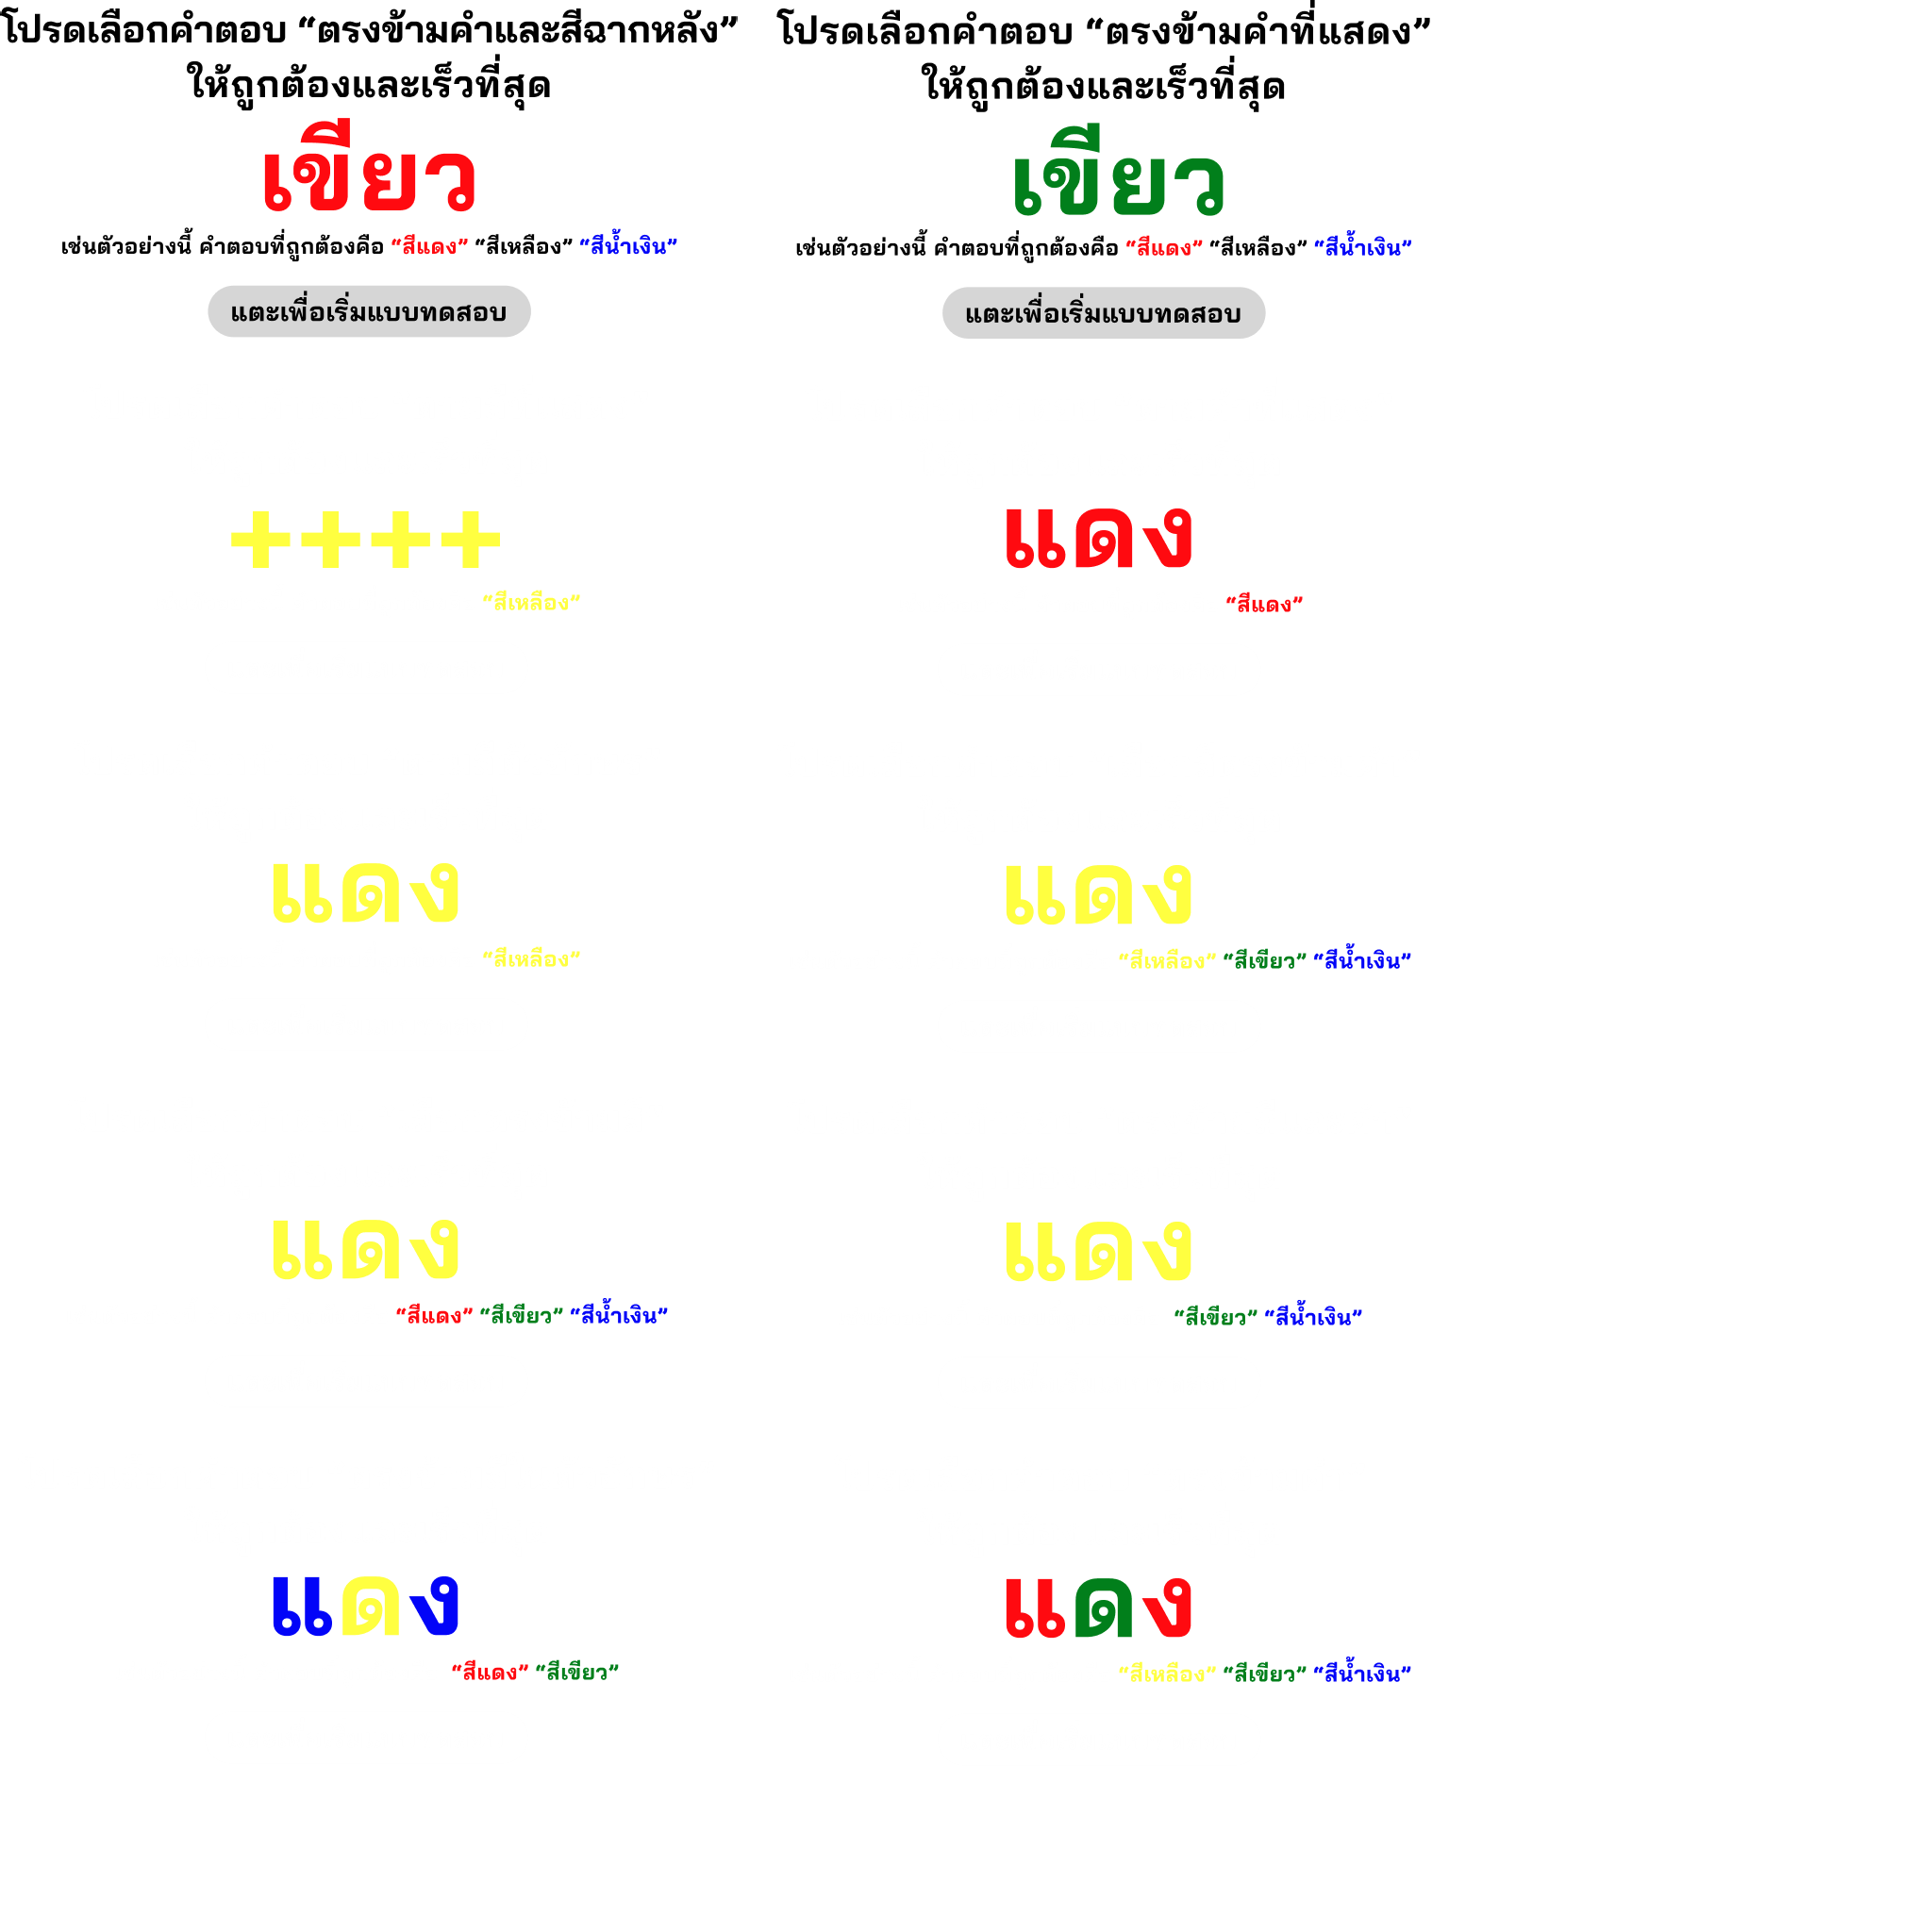 โปรดเลือกคำตอบ “ตรงข้ามคำและสีฉากหลัง”
ให้ถูกต้องและเร็วที่สุด
เขียว
เช่นตัวอย่างนี้ คำตอบที่ถูกต้องคือ “สีแดง” “สีเหลือง” “สีน้ำเงิน”
แตะเพื่อเริ่มแบบทดสอบ
โปรดเลือกคำตอบ “ตรงข้ามคำที่แสดง”
ให้ถูกต้องและเร็วที่สุด
เขียว
เช่นตัวอย่างนี้ คำตอบที่ถูกต้องคือ “สีแดง” “สีเหลือง” “สีน้ำเงิน”
แตะเพื่อเริ่มแบบทดสอบ
++++
“สีเหลือง”
แดง
“สีแดง”
แดง
“สีเหลือง”
แดง
“สีเหลือง” “สีเขียว” “สีน้ำเงิน”
แดง
“สีแดง” “สีเขียว” “สีน้ำเงิน”
แดง
“สีเขียว” “สีน้ำเงิน”
แดง
“สีแดง” “สีเขียว”
แดง
“สีเหลือง” “สีเขียว” “สีน้ำเงิน”